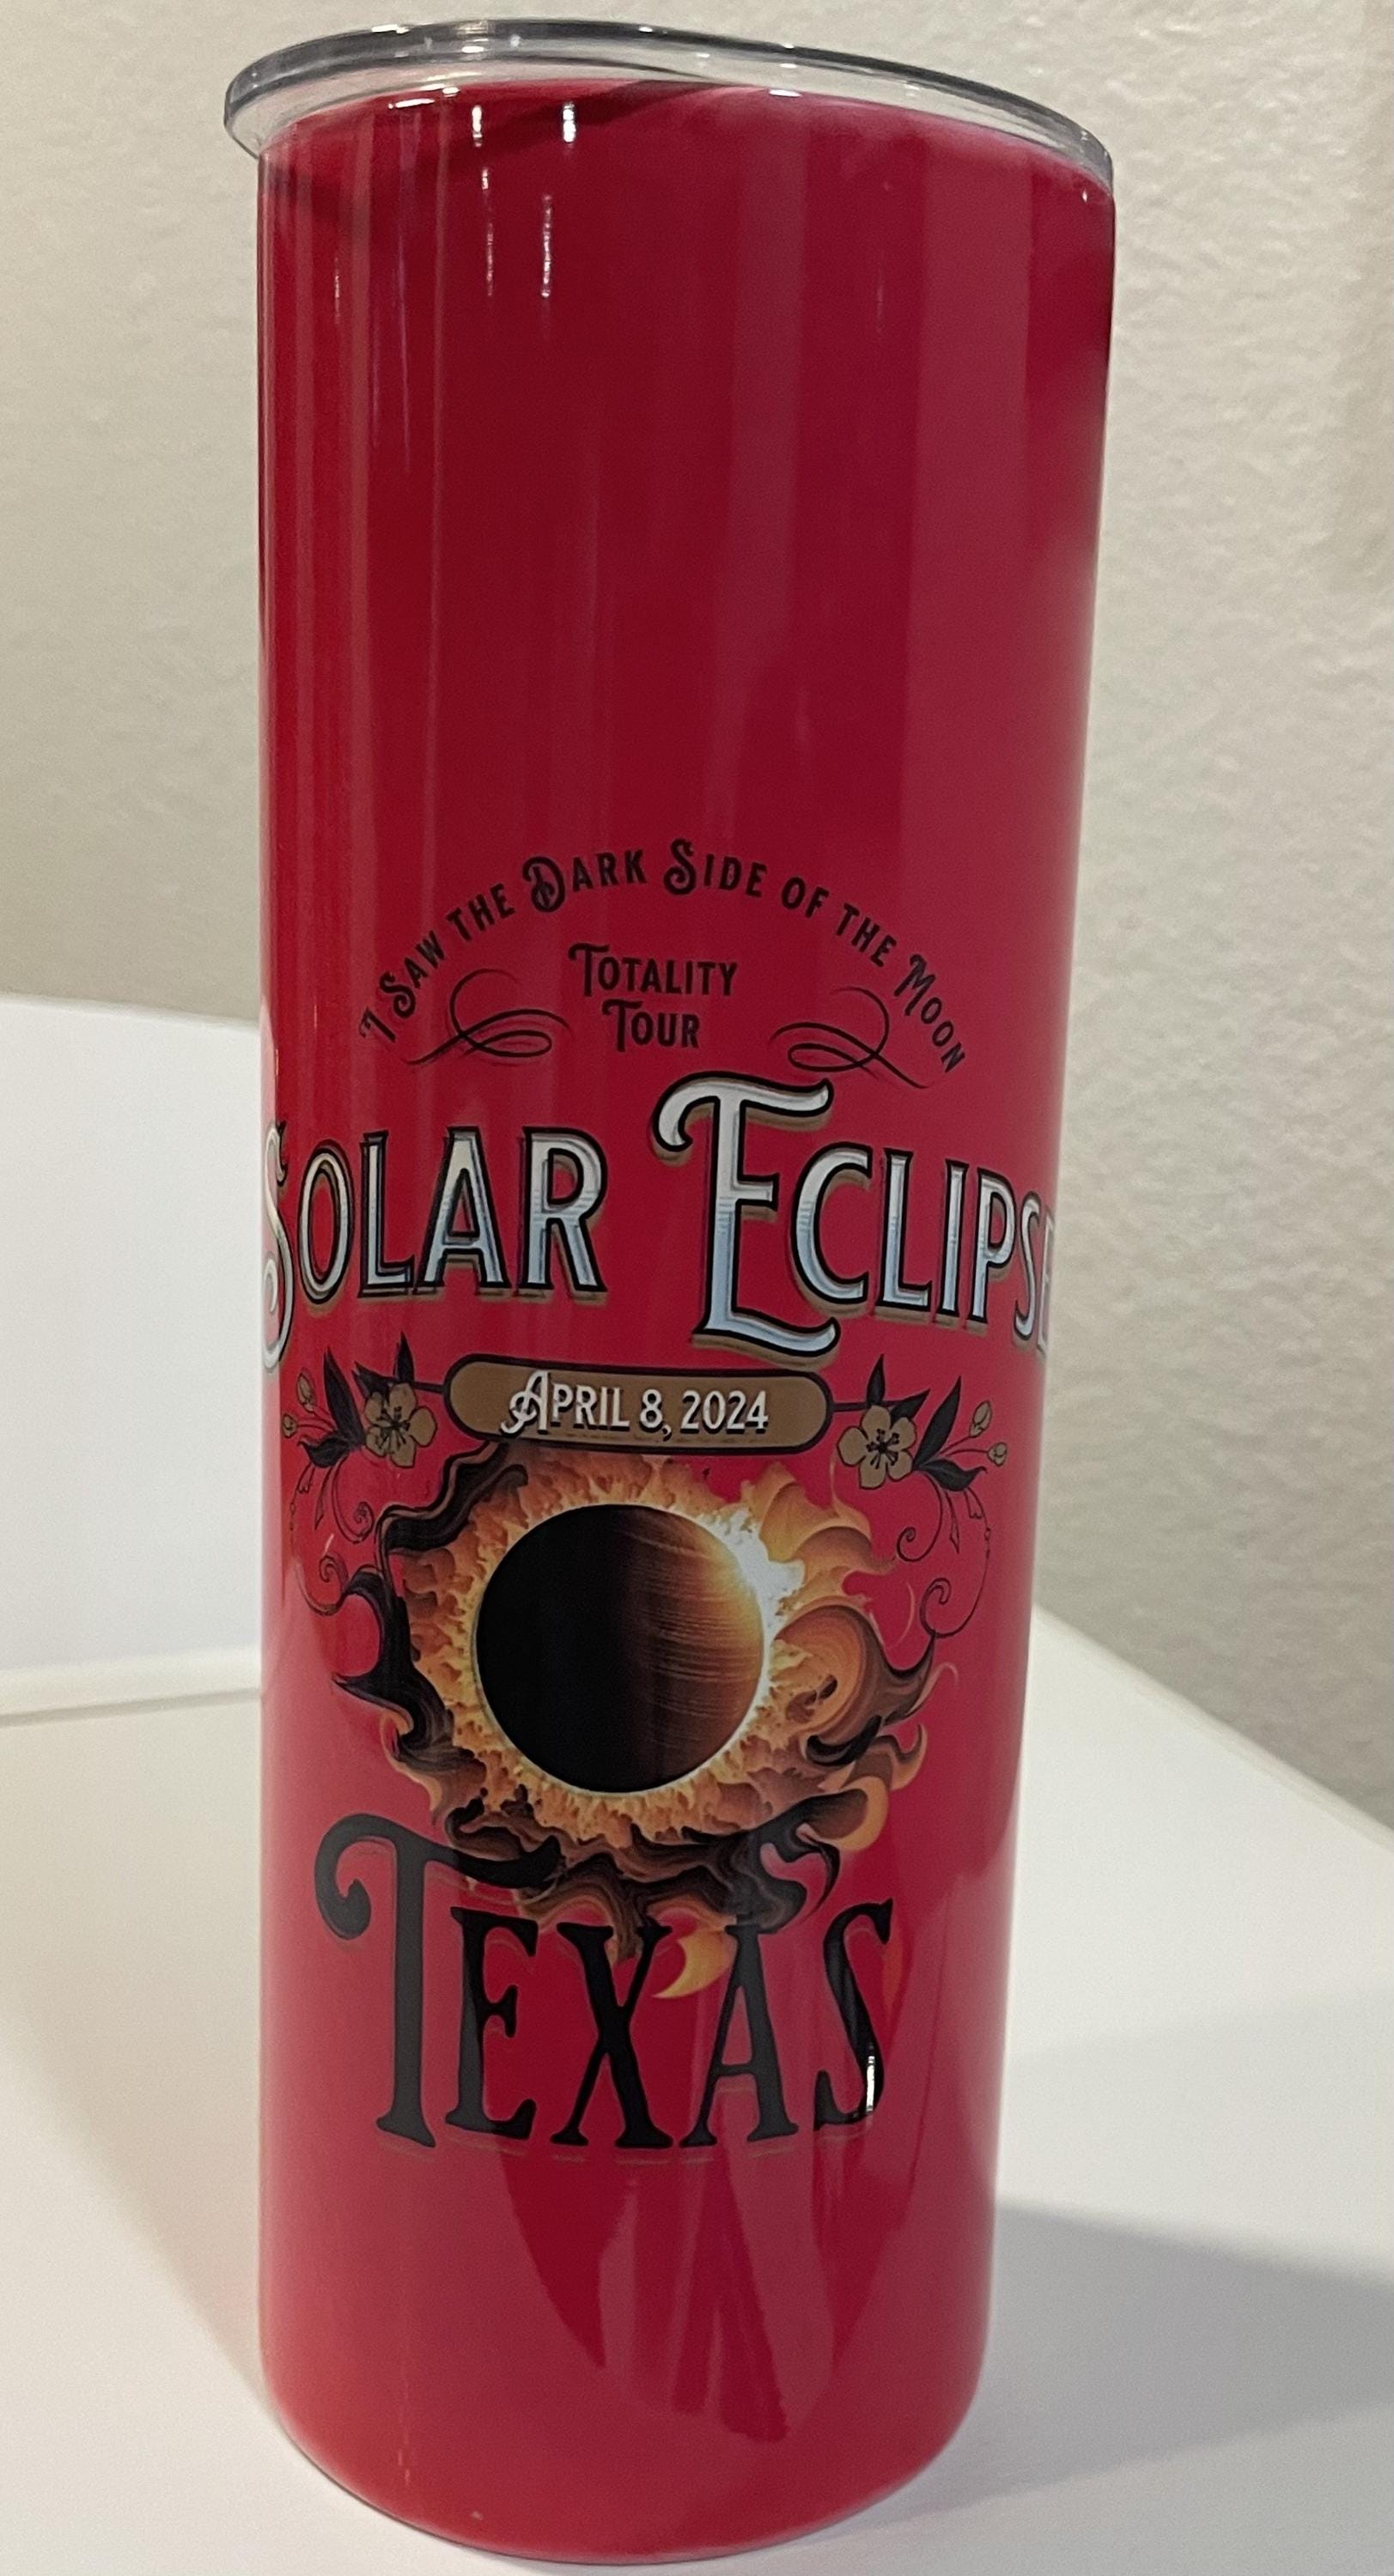 I Saw the Dark Side of the Moon
Totality
Tour
Solar Eclipse
April 8, 2024
Texas